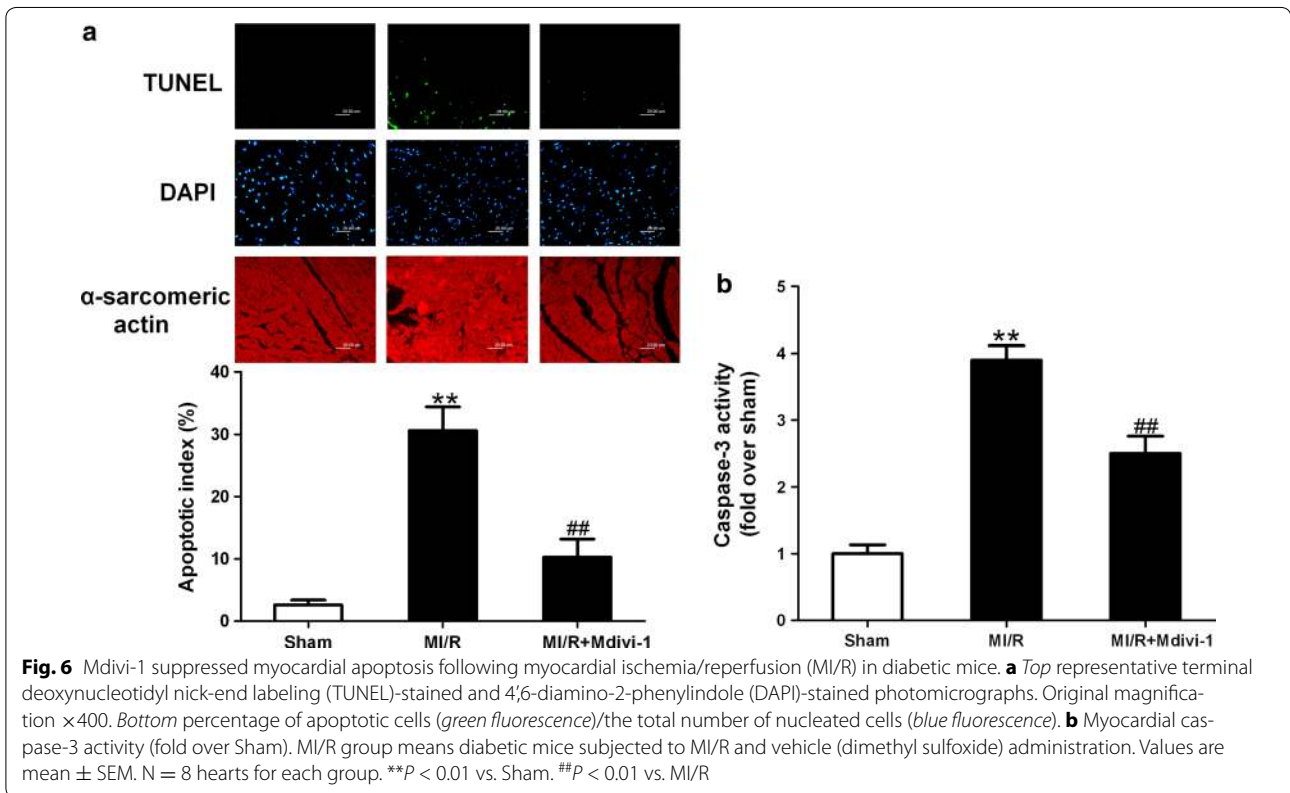 a
TUNEL
DAPI
α-sarcomeric
actin
40
30
20
10
0
Apoptotic index (%)
**
##
Sham MI/R MI/R+Mdivi-1
b
5
4
3
2
1
0
Caspase-3 activity
(fold over sham)
**
##
Sham MI/R MI/R+Mdivi-1
Fig. 6 Mdivi-1 suppressed myocardial apoptosis following myocardial ischemia/reperfusion (MI/R) in diabetic mice. a Top representative terminal
deoxynucleotidyl nick-end labeling (TUNEL)-stained and 4′,6-diamino-2-phenylindole (DAPI)-stained photomicrographs. Original magnifica-
tion ×400. Bottom percentage of apoptotic cells (green fluorescence)/the total number of nucleated cells (blue fluorescence). b Myocardial cas-
pase-3 activity (fold over Sham). MI/R group means diabetic mice subjected to MI/R and vehicle (dimethyl sulfoxide) administration. Values are
mean ± SEM. N = 8 hearts for each group. **P < 0.01 vs. Sham. ##P < 0.01 vs. MI/R